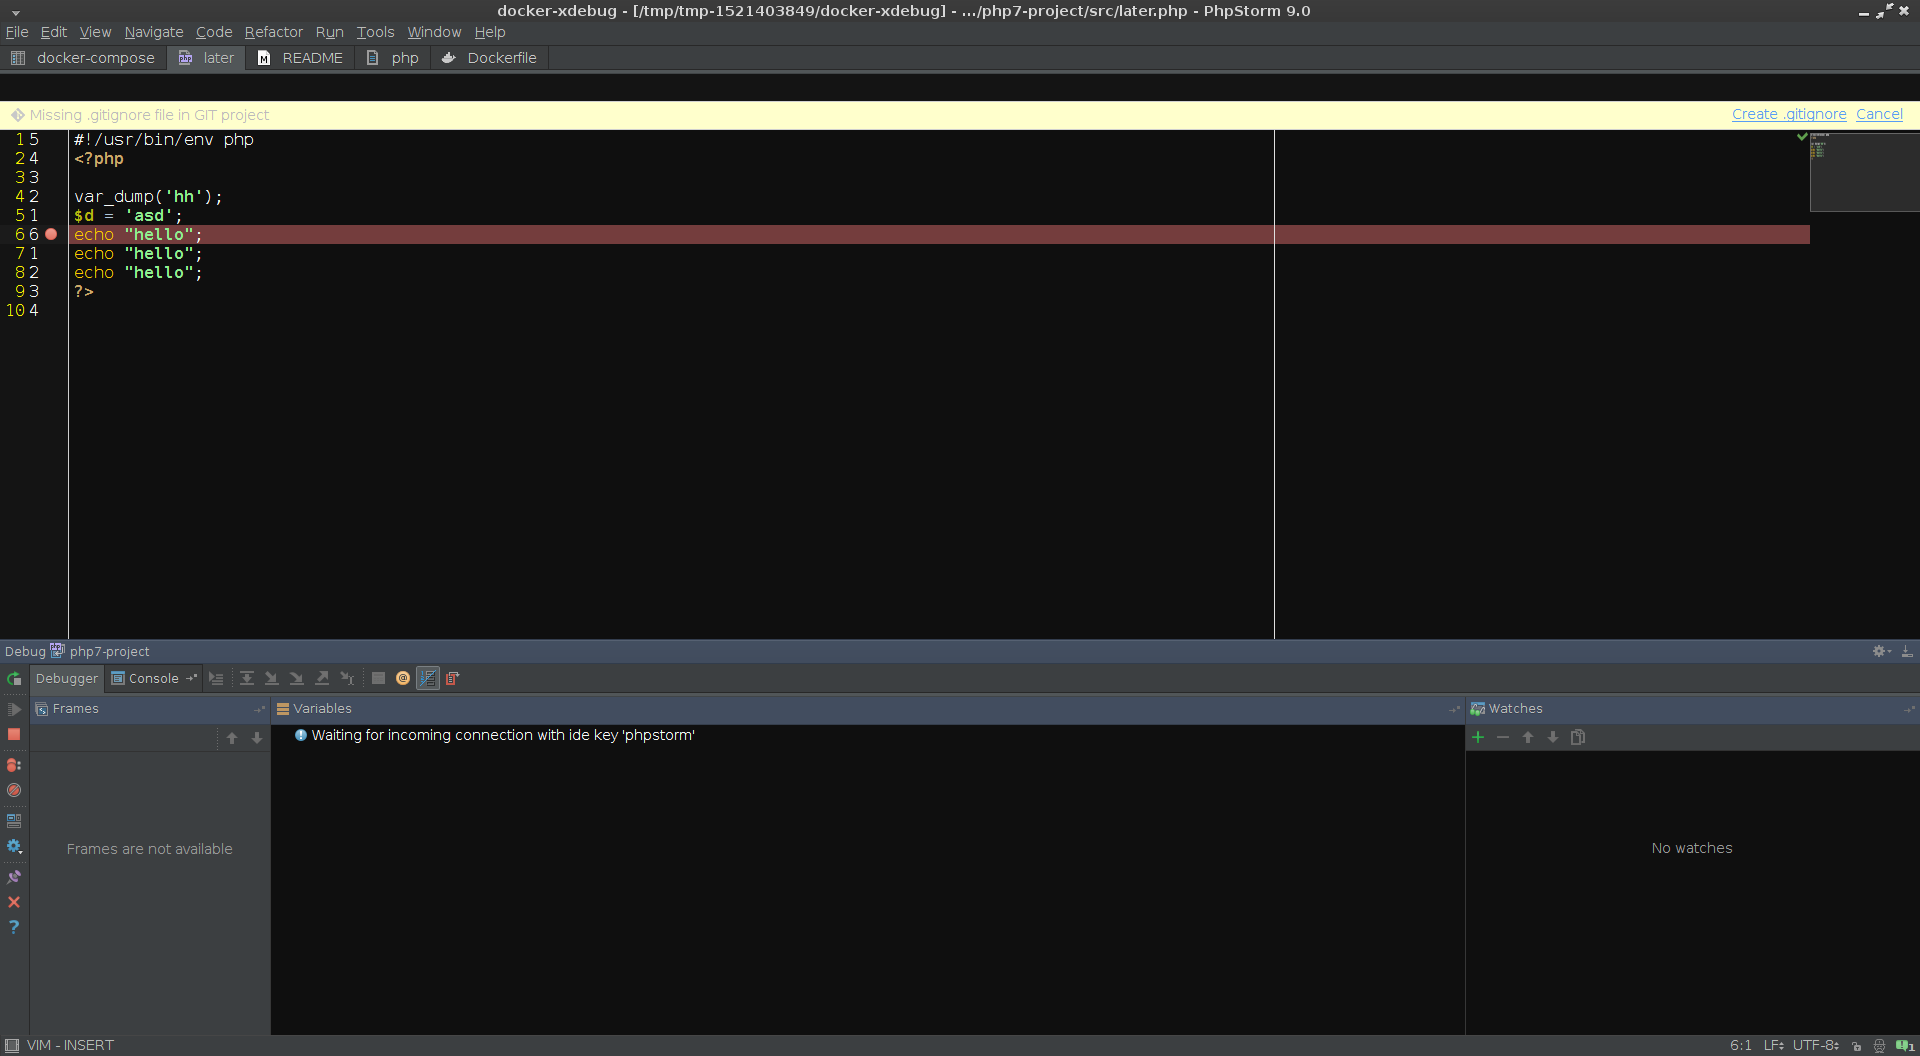 docker-xdebug - [/tmp/tmp-1521403849/docker-xdebug] - .../php7-project/src/later.php - PhpStorm 9.0
File Edit View Navigate Code Refactor Run Tools Window Help
docker-compose later README php Dockerfile
Missing .gitignore file in GIT project Create .gitignore Cancel
1 5 #!/usr/bin/env php
2 4 <?php
3 3
4 2 var_dump('hh');
5 1 $d = 'asd';
6 6 echo "hello";
7 1 echo "hello";
8 2 echo "hello";
9 3 ?>
10 4
Debug php7-project
Debugger Console
Frames Variables Watches
Waiting for incoming connection with ide key 'phpstorm'
Frames are not available
No watches
VIM - INSERT 6:1 LF UTF-8 1